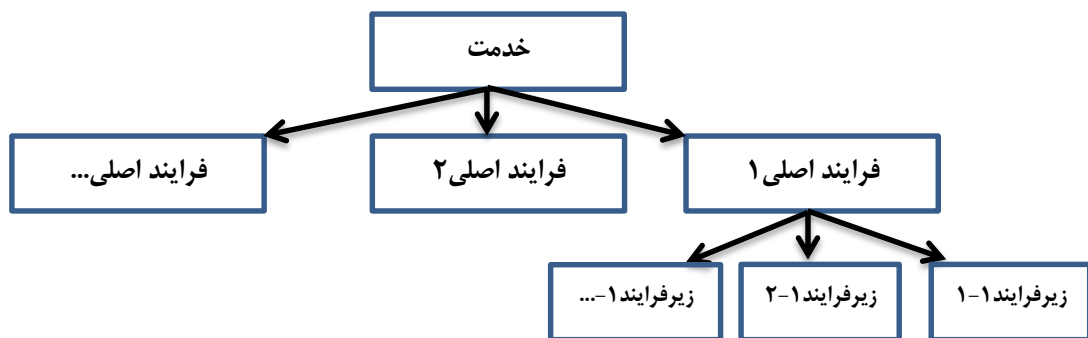 خدمت
فرایند اصلی۱
فرایند اصلی۲
فرایند اصلی...
زیرفرایند۱-۱
زیرفرایند۱-۲
زیرفرایند۱-...